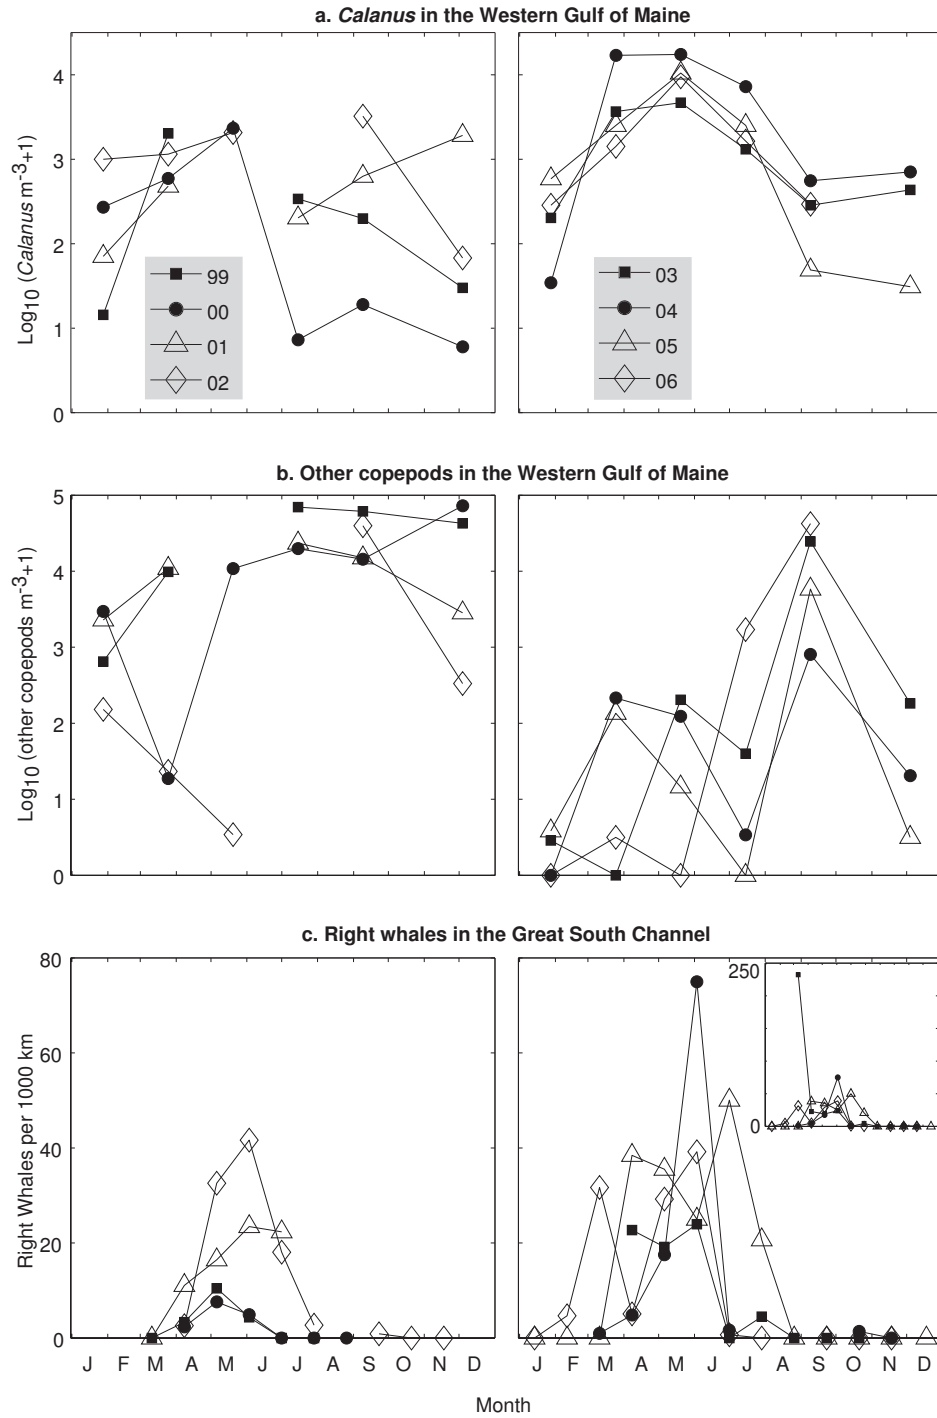 a. Calanus in the Western Gulf of Maine
Log10 (Calanus m-3+1)
4
3
2
1
0
99
00
01
02
03
04
05
06
b. Other copepods in the Western Gulf of Maine
Log10 (other copepods m-3+1)
5
4
3
2
1
0
c. Right whales in the Great South Channel
Right Whales per 1000 km
80
60
40
20
0
250
0
J F M A M J J A S O N D
J F M A M J J A S O N D
Month